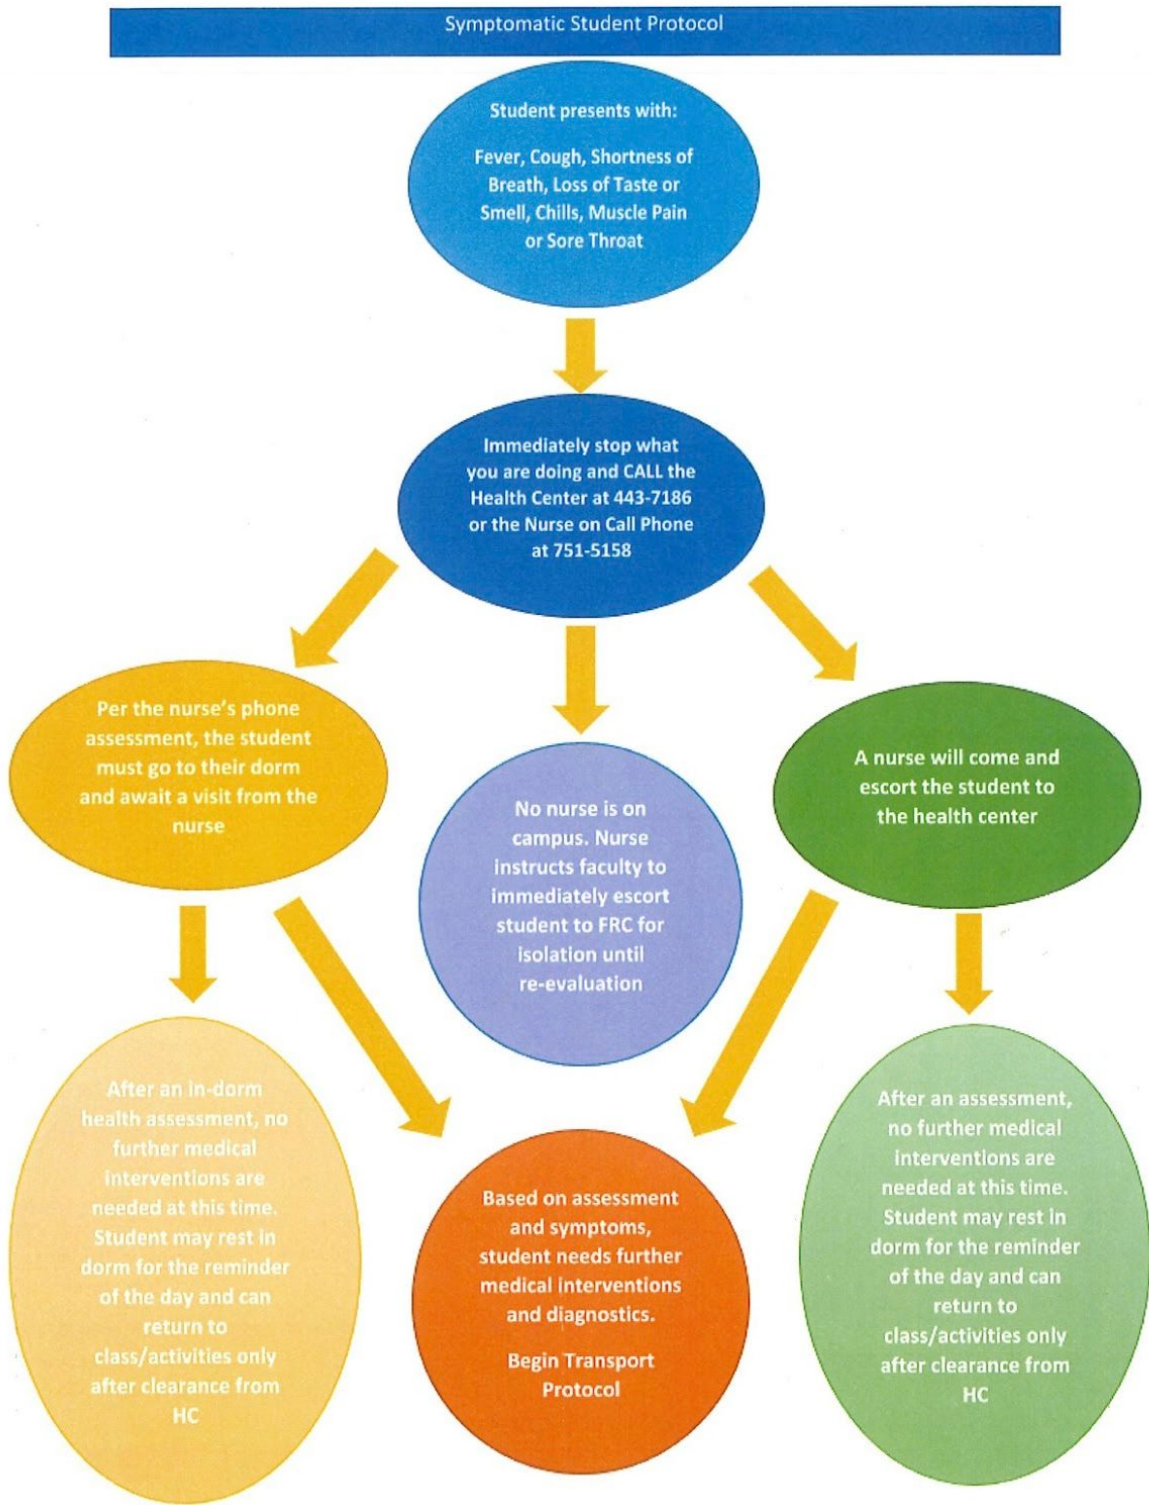 Symptomatic Student Protocol
Student presents with:
Fever, Cough, Shortness of
Breath, Loss of Taste or
Smell, Chills, Muscle Pain
or Sore Throat
Immediately stop what
you are doing and CALL the
Health Center at 443-7186
or the Nurse on Call Phone
at 751-5158
Per the nurse's phone
assessment, the student
must go to their dorm
and await a visit from the
nurse
No nurse is on
campus. Nurse
instructs faculty to
immediately escort
student to FRC for
isolation until
re-evaluation
A nurse will come and
escort the student to
the health center
After an in-dorm
health assessment, no
further medical
interventions are
needed at this time.
Student may rest in
dorm for the reminder
of the day and can
return to
class/activities only
after clearance from
HC
Based on assessment
and symptoms,
student needs further
medical interventions
and diagnostics.
Begin Transport
Protocol
After an assessment,
no further medical
interventions are
needed at this time.
Student may rest in
dorm for the reminder
of the day and can
return to
class/activities only
after clearance from
HC